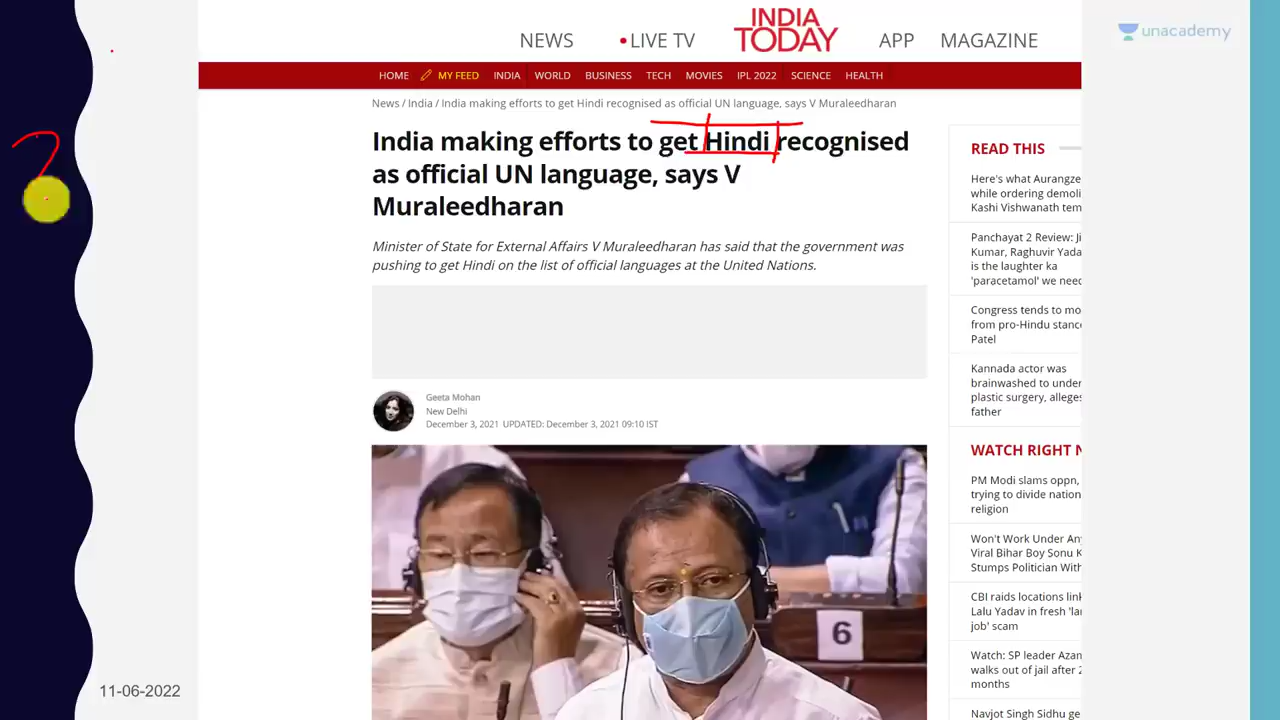 INDIA
TODAY
NEWS
LIVE TV
APP
MAGAZINE
unacademy
HOME
MY FEED
INDIA
WORLD
BUSINESS
TECH
MOVIES
IPL 2022
SCIENCE
HEALTH
News / India / India making efforts to get Hindi recognised as official UN language, says V Muraleedharan
India making efforts to get Hindi recognised
as official UN language, says V
Muraleedharan
Minister of State for External Affairs V Muraleedharan has said that the government was
pushing to get Hindi on the list of official languages at the United Nations.
Geeta Mohan
New Delhi
December 3, 2021 UPDATED: December 3, 2021 09:10 IST
6
READ THIS
Here's what Aurangze
while ordering demoli
Kashi Vishwanath tem
Panchayat 2 Review: Ji
Kumar, Raghuvir Yada
is the laughter ka
'paracetamol' we need
Congress tends to mo
from pro-Hindu stance
Patel
Kannada actor was
brainwashed to under
plastic surgery, alleges
father
WATCH RIGHT N
PM Modi slams oppn,
trying to divide nation
religion
Won't Work Under An
Viral Bihar Boy Sonu K
Stumps Politician With
CBI raids locations link
Lalu Yadav in fresh 'lan
job' scam
Watch: SP leader Azam
walks out of jail after 2
months
Navjot Singh Sidhu ge
11-06-2022